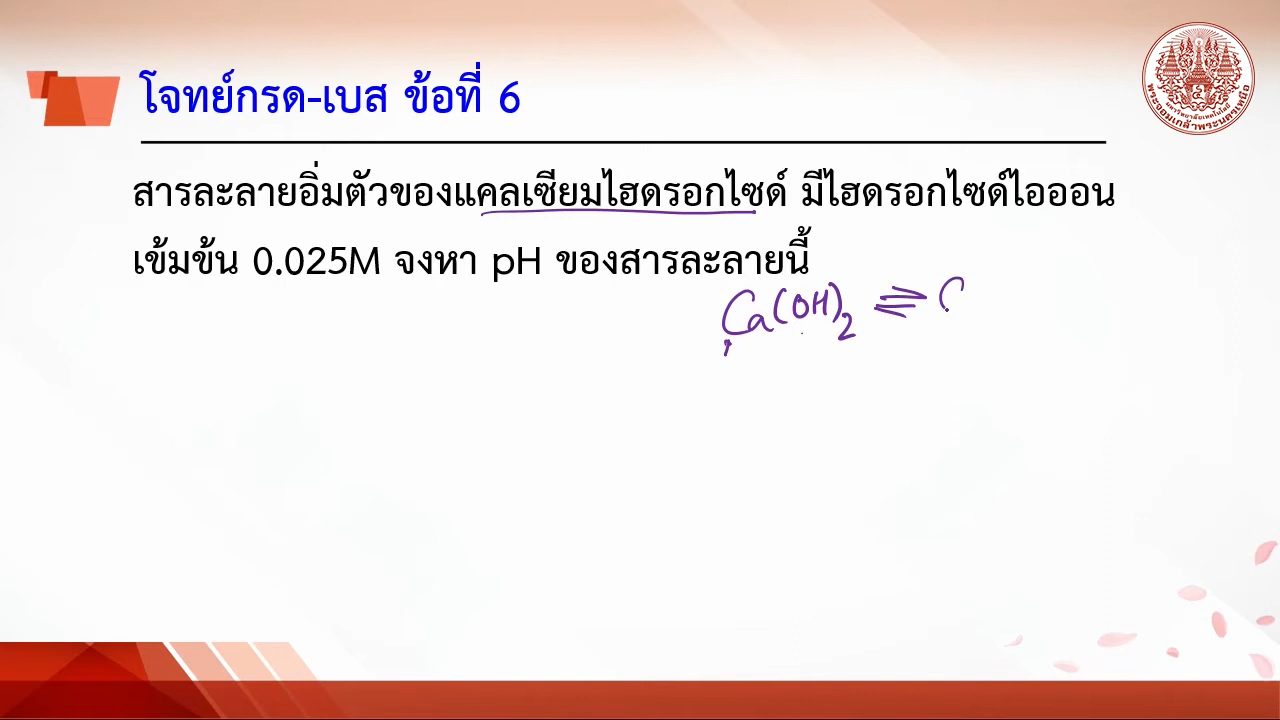 โจทย์กรด-เบส ข้อที่ 6
สารละลายอิ่มตัวของแคลเซียมไฮดรอกไซด์ มีไฮดรอกไซด์ไอออน
เข้มข้น 0.025M จงหา pH ของสารละลายนี้
Ca(OH)2 ⇌ C